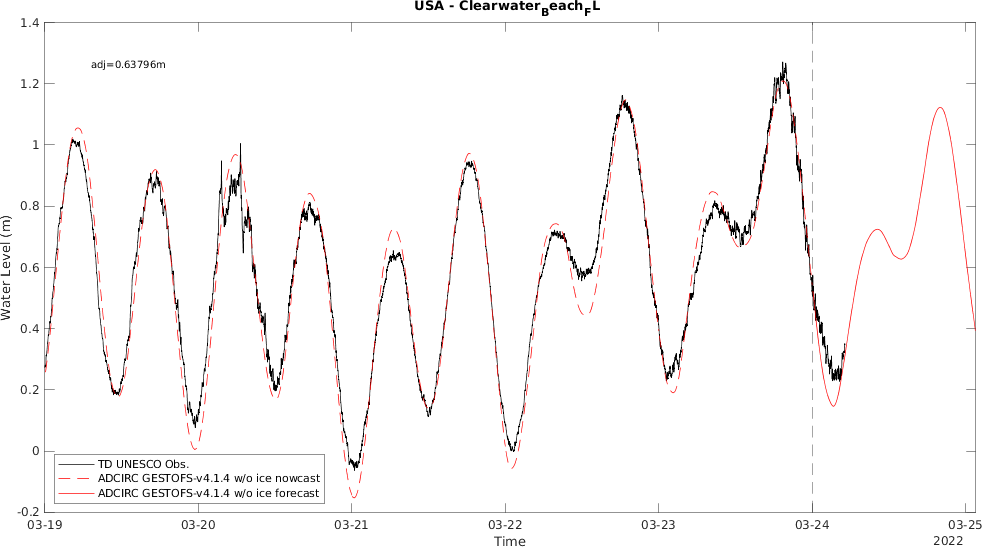 USA - Clearwater_Beach_FL
adj=0.63796m
1.4
1.2
1
0.8
0.6
0.4
0.2
0
-0.2
Water Level (m)
TD UNESCO Obs.
ADCIRC GESTOFS-v4.1.4 w/o ice nowcast
ADCIRC GESTOFS-v4.1.4 w/o ice forecast
03-19 03-20 03-21 03-22 03-23 03-24 03-25
Time
2022